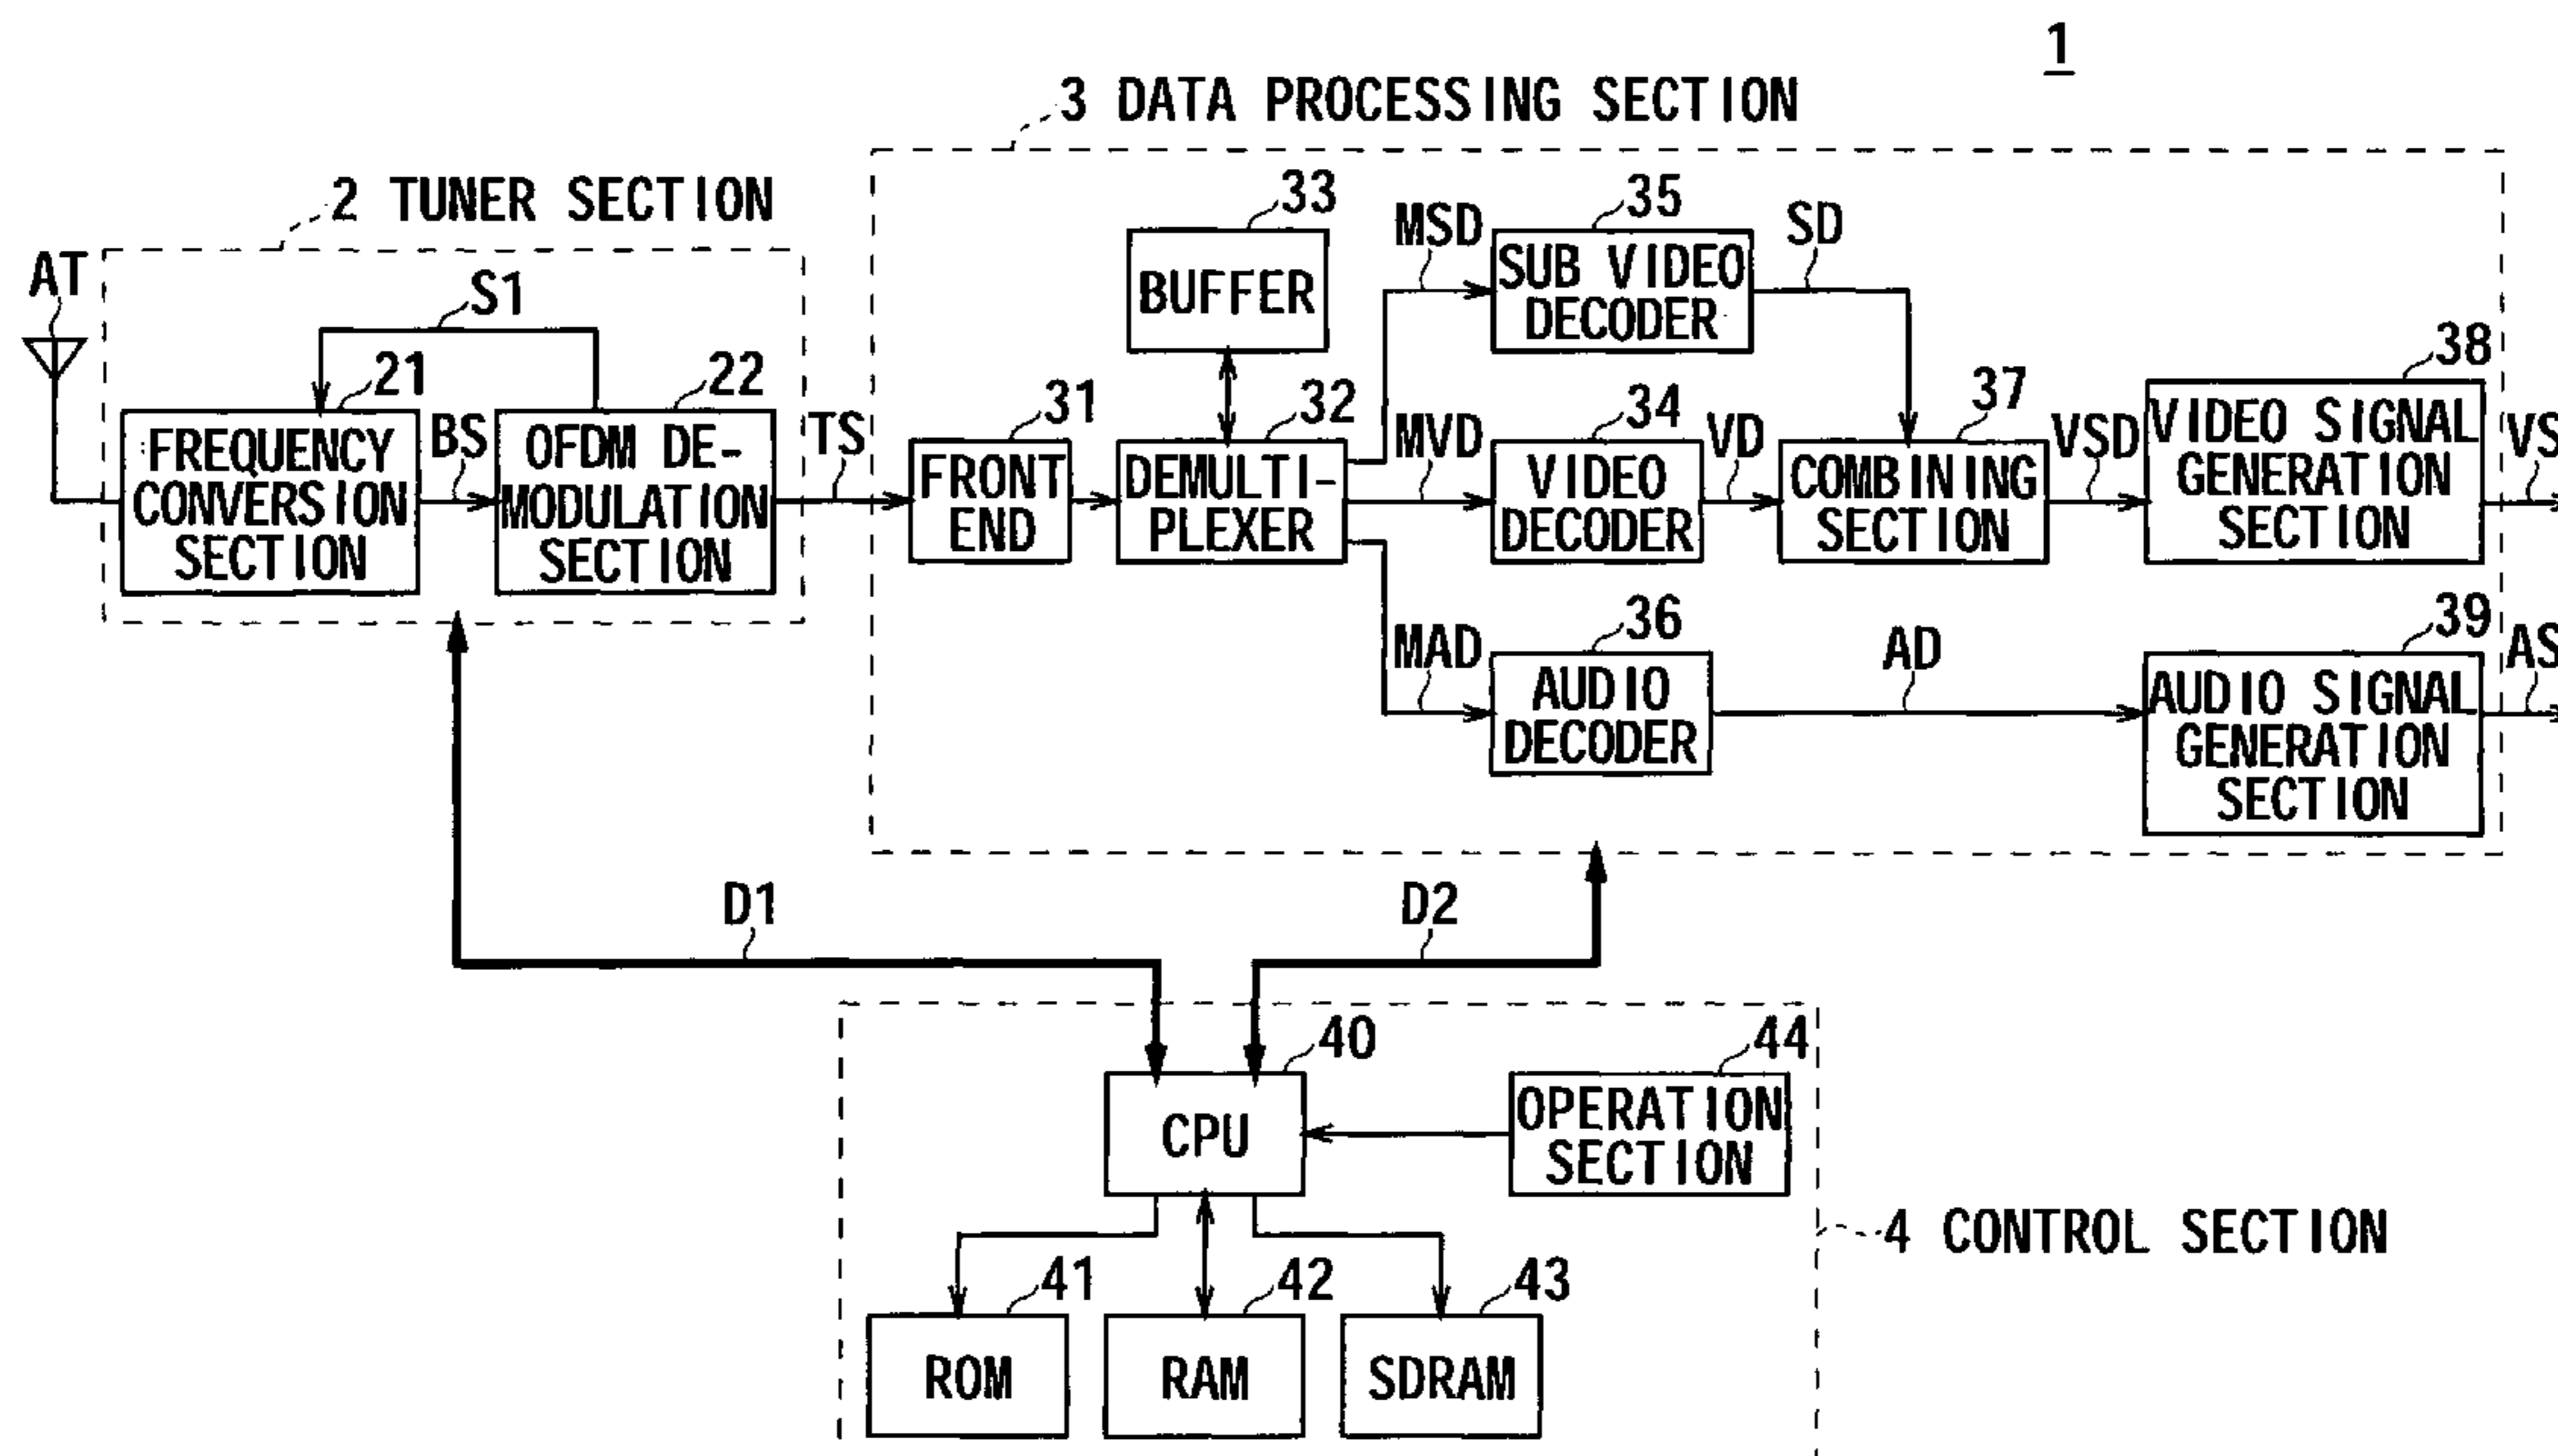 1
3 DATA PROCESSING SECTION
2 TUNER SECTION
AT
S1
21
FREQUENCY
CONVERSION
SECTION
BS
22
OFDM DE-
MODULATION
SECTION
TS
31
FRONT
END
33
BUFFER
32
DEMULTI-
PLEXER
MSD
35
SUB VIDEO
DECODER
SD
MVD
34
VIDEO
DECODER
VD
37
COMBINING
SECTION
VSD
38
VIDEO SIGNAL
GENERATION
SECTION
VS
MAD
36
AUDIO
DECODER
AD
39
AUDIO SIGNAL
GENERATION
SECTION
AS
D1
D2
40
CPU
44
OPERATION
SECTION
4 CONTROL SECTION
41
ROM
42
RAM
43
SDRAM